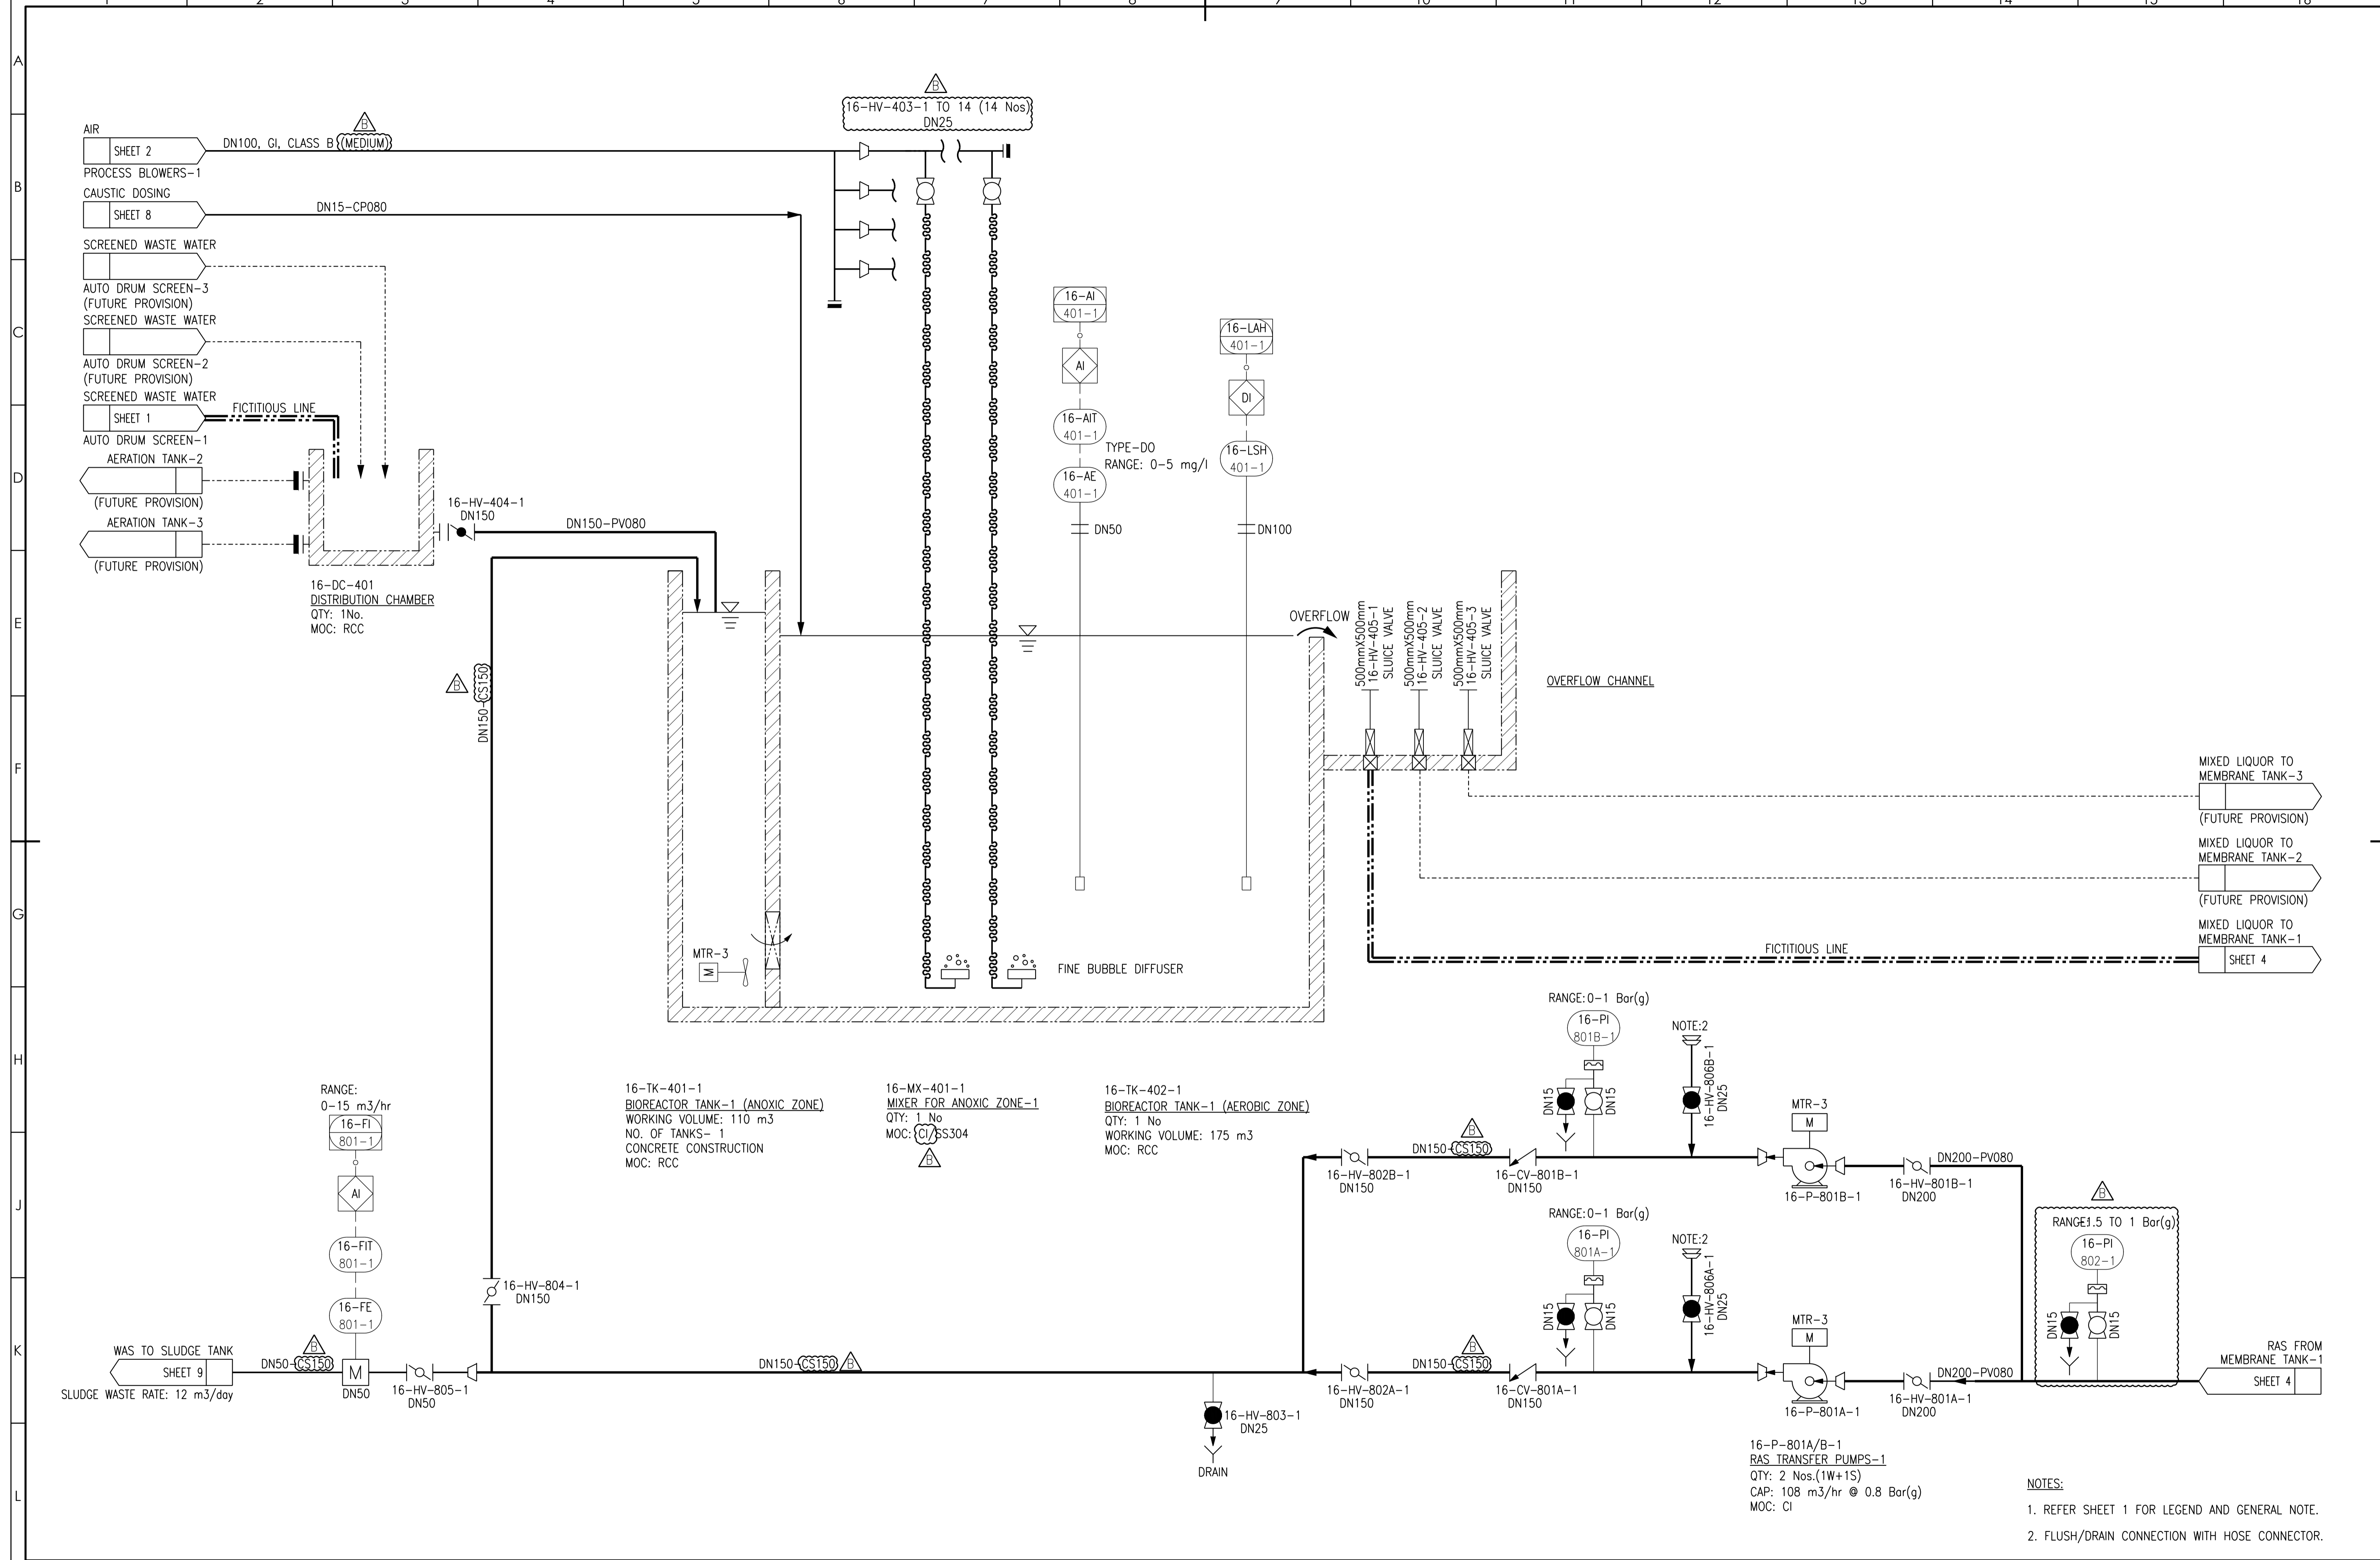 1 2 3 4 5 6 7 8 9 10 11 12 13 14 15 16
A
B
C
D
E
F
G
H
J
K
L
AIR
SHEET 2
PROCESS BLOWERS-1
DN100, GI, CLASS B (MEDIUM)
B
B
16-HV-403-1 TO 14 (14 Nos)
DN25
CAUSTIC DOSING
SHEET 8
DN15-CP080
SCREENED WASTE WATER
AUTO DRUM SCREEN-3
(FUTURE PROVISION)
SCREENED WASTE WATER
AUTO DRUM SCREEN-2
(FUTURE PROVISION)
SCREENED WASTE WATER
SHEET 1
FICTITIOUS LINE
AUTO DRUM SCREEN-1
AERATION TANK-2
(FUTURE PROVISION)
AERATION TANK-3
(FUTURE PROVISION)
16-HV-404-1
DN150
DN150-PV080
16-DC-401
DISTRIBUTION CHAMBER
QTY: 1No.
MOC: RCC
B
DN150-CS150
16-AI
401-1
AI
16-AIT
401-1
TYPE-DO
RANGE: 0-5 mg/l
16-AE
401-1
DN50
16-LAH
401-1
DI
16-LSH
401-1
DN100
OVERFLOW
500mmX500mm
16-HV-405-1
SLUICE VALVE
500mmX500mm
16-HV-405-2
SLUICE VALVE
500mmX500mm
16-HV-405-3
SLUICE VALVE
OVERFLOW CHANNEL
MIXED LIQUOR TO
MEMBRANE TANK-3
(FUTURE PROVISION)
MIXED LIQUOR TO
MEMBRANE TANK-2
(FUTURE PROVISION)
MIXED LIQUOR TO
MEMBRANE TANK-1
SHEET 4
FICTITIOUS LINE
MTR-3
M
FINE BUBBLE DIFFUSER
16-TK-401-1
BIOREACTOR TANK-1 (ANOXIC ZONE)
WORKING VOLUME: 110 m3
NO. OF TANKS- 1
CONCRETE CONSTRUCTION
MOC: RCC
16-MX-401-1
MIXER FOR ANOXIC ZONE-1
QTY: 1 No
MOC: CI/SS304
B
16-TK-402-1
BIOREACTOR TANK-1 (AEROBIC ZONE)
QTY: 1 No
WORKING VOLUME: 175 m3
MOC: RCC
RANGE:
0-15 m3/hr
16-FI
801-1
AI
16-FIT
801-1
16-FE
801-1
M
DN50
WAS TO SLUDGE TANK
SHEET 9
SLUDGE WASTE RATE: 12 m3/day
B
DN50-CS150
16-HV-805-1
DN50
16-HV-804-1
DN150
DN150-CS150
B
16-HV-803-1
DN25
DRAIN
RANGE: 0-1 Bar(g)
16-PI
801B-1
DN15
DN15
NOTE:2
16-HV-806B-1
DN25
MTR-3
M
B
DN150-CS150
16-HV-802B-1
DN150
16-CV-801B-1
DN150
16-P-801B-1
16-HV-801B-1
DN200
DN200-PV080
RANGE: 0-1 Bar(g)
16-PI
801A-1
DN15
DN15
NOTE:2
16-HV-806A-1
DN25
MTR-3
M
B
DN150-CS150
16-HV-802A-1
DN150
16-CV-801A-1
DN150
16-P-801A-1
16-HV-801A-1
DN200
DN200-PV080
B
1.5 TO 1 Bar(g)
16-PI
802-1
DN15
DN15
RAS FROM
MEMBRANE TANK-1
SHEET 4
16-P-801A/B-1
RAS TRANSFER PUMPS-1
QTY: 2 Nos.(1W+1S)
CAP: 108 m3/hr @ 0.8 Bar(g)
MOC: CI
NOTES:
1. REFER SHEET 1 FOR LEGEND AND GENERAL NOTE.
2. FLUSH/DRAIN CONNECTION WITH HOSE CONNECTOR.